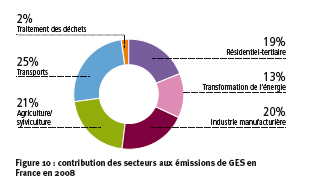 2%
Traitement des déchets
19%
Résidentiel-tertiaire
25%
Transports
13%
Transformation de l'énergie
21%
Agriculture/
sylviculture
20%
Industrie manufacturière
Figure 10 : contribution des secteurs aux émissions de GES en
France en 2008